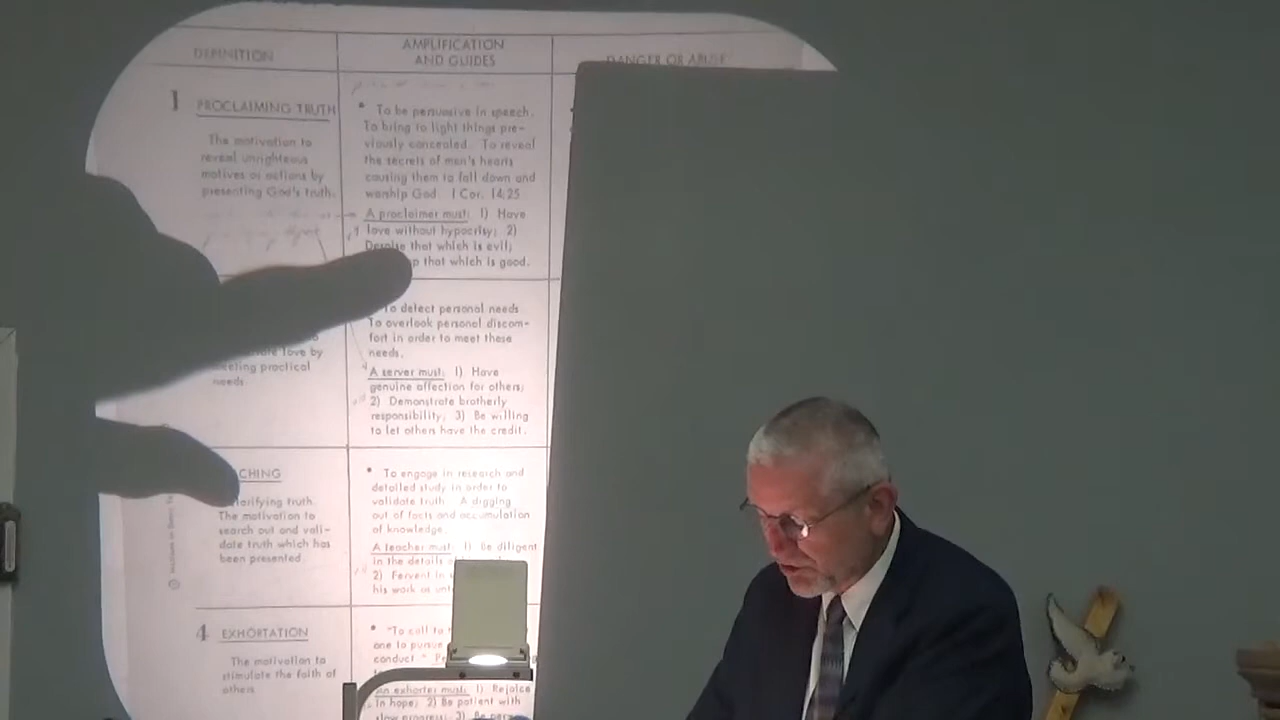 DEFINITION
AMPLIFICATION
AND GUIDES
DANGER OR ABUSE
1 PROCLAIMING TRUTH
The motivation to
reveal unrighteous
motives or actions by
presenting God's truth.
• To be persuasive in speech.
To bring to light things pre-
viously concealed. To reveal
the secrets of men's hearts
causing them to fall down and
worship God. I Cor. 14:25
A proclaimer must: 1) Have
love without hypocrisy; 2)
Despise that which is evil;
that which is good.
love by
meeting practical
needs
To detect personal needs
To overlook personal discom-
fort in order to meet these
needs.
A server must: 1) Have
genuine affection for others;
2) Demonstrate brotherly
responsibility; 3) Be willing
to let others have the credit.
CHING
larifying truth.
The motivation to
search out and vali-
date truth which has
been presented.
• To engage in research and
detailed study in order to
validate truth. A digging
out of facts and accumulation
of knowledge.
A teacher must: 1) Be diligent
in the details
2) Fervent in
his work as unt
4 EXHORTATION
The motivation to
stimulate the faith of
others
• "To call to
one to pursue
conduct."
an exhorter must: 1) Rejoice
in hope; 2) Be patient with
slow progress; 3) Be